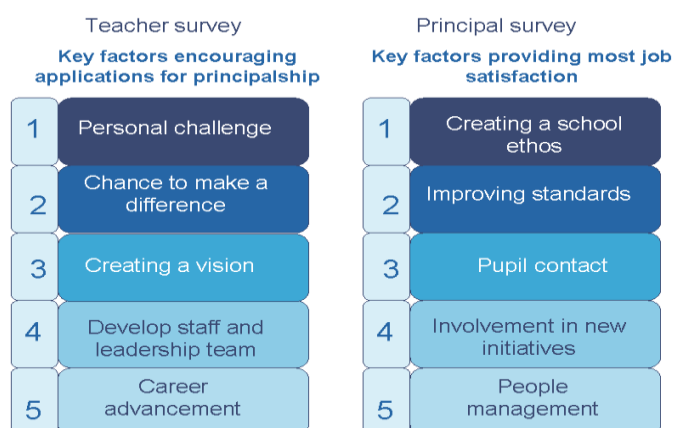 Teacher survey
Key factors encouraging
applications for principalship
1
Personal challenge
2
Chance to make a
difference
3
Creating a vision
4
Develop staff and
leadership team
5
Career
advancement
Principal survey
Key factors providing most job
satisfaction
1
Creating a school
ethos
2
Improving standards
3
Pupil contact
4
Involvement in new
initiatives
5
People
management